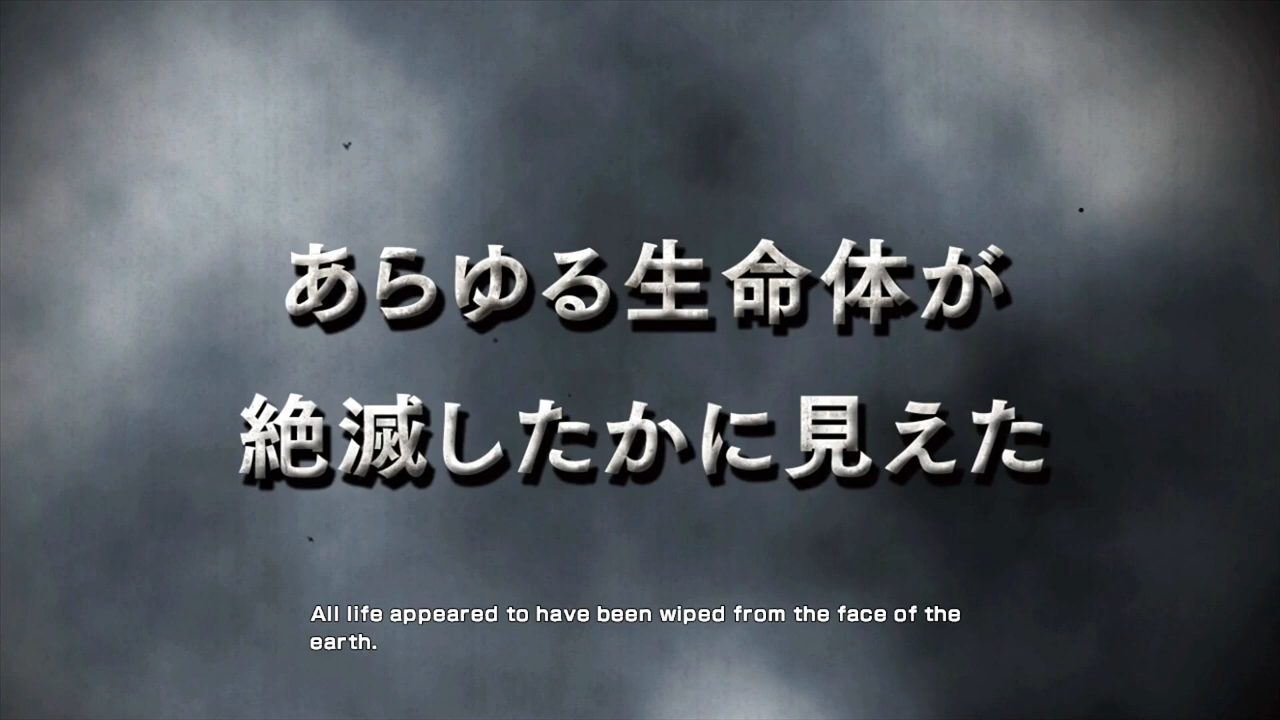 あらゆる生命体が
絶滅したかに見えた
All life appeared to have been wiped from the face of the
earth.